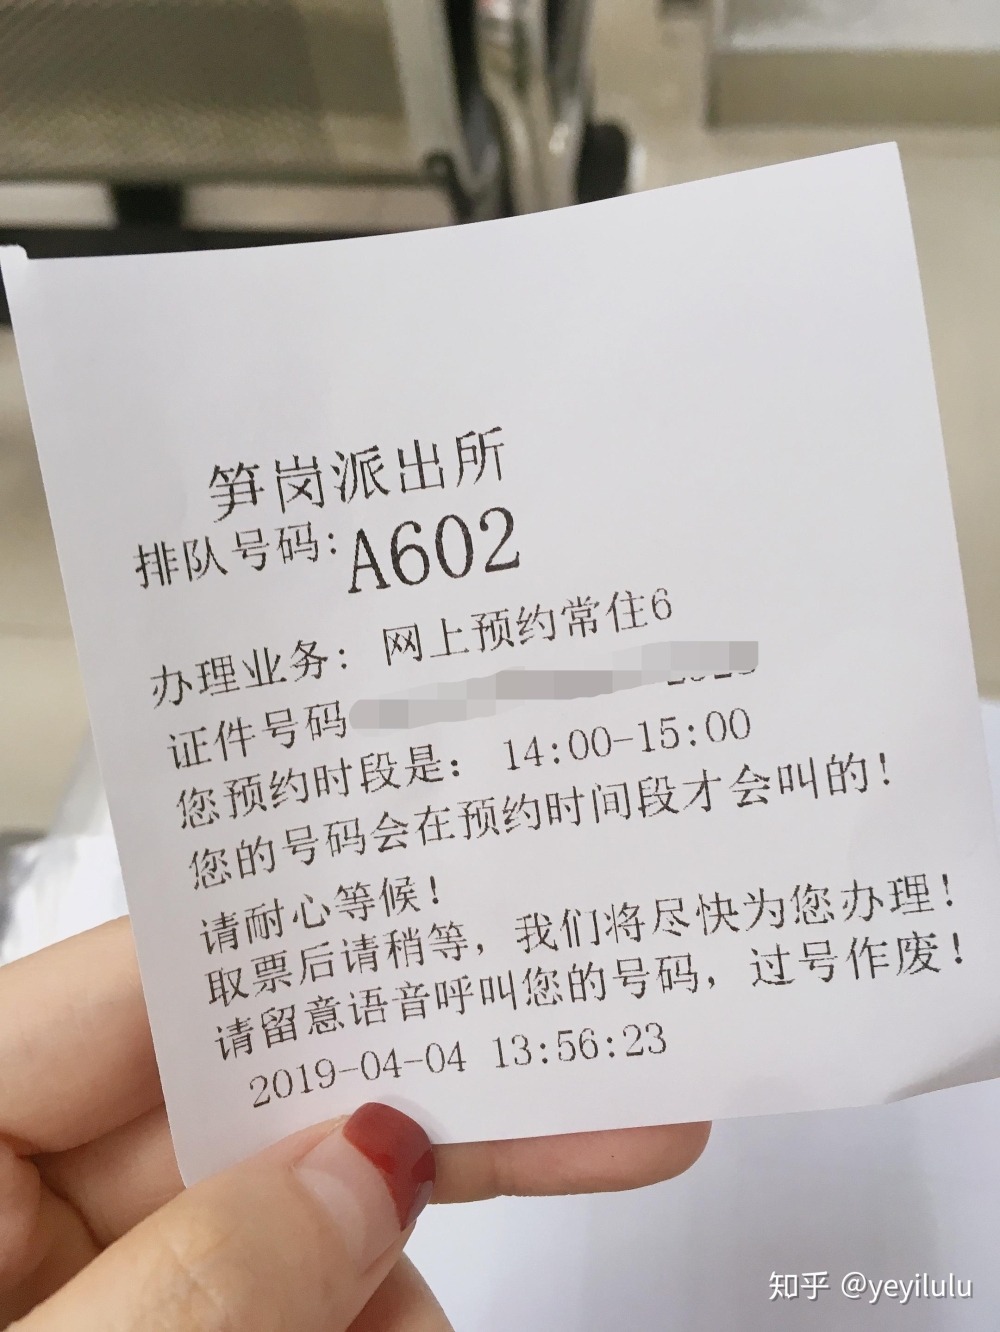 笋岗派出所
排队号码:A602
办理业务: 网上预约常住6
证件号码
您预约时段是: 14:00-15:00
您的号码会在预约时间段才会叫的!
请耐心等候!
取票后请稍等，我们将尽快为您办理!
请留意语音呼叫您的号码，过号作废!
2019-04-04 13:56:23
知乎 @yeyilulu